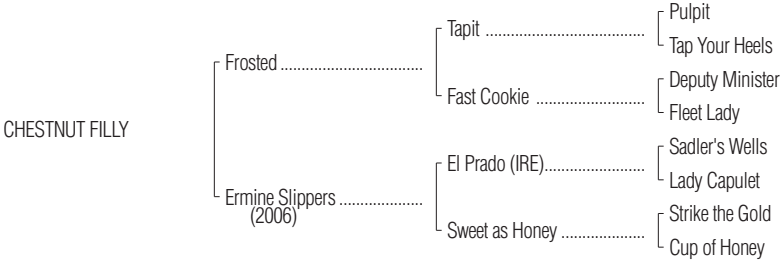 Pulpit
Tapit ..........................................
Tap Your Heels
Frosted .....................................
Deputy Minister
Fast Cookie ............................
Fleet Lady
CHESTNUT FILLY
Sadler's Wells
El Prado (IRE)..........................
Lady Capulet
Ermine Slippers .....................
(2006)
Strike the Gold
Sweet as Honey .....................
Cup of Honey